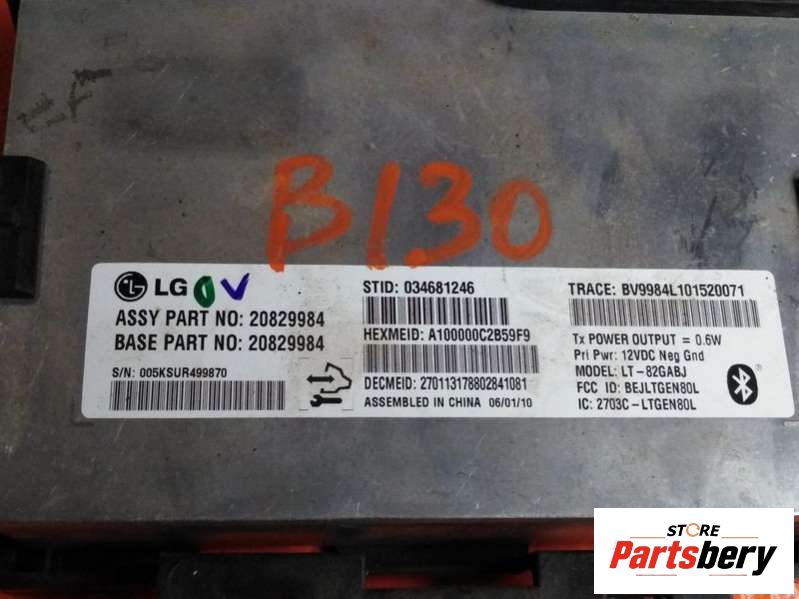 B130
LG OV
ASSY PART NO: 20829984
BASE PART NO: 20829984
S/N: 005KSUR499870
STID: 034681246
HEXMEID: A100000C2B59F9
DECMEID: 270113178802841081
ASSEMBLED IN CHINA 06/01/10
TRACE: BV9984L101520071
Tx POWER OUTPUT = 0.6W
Pri Pwr: 12VDC Neg Gnd
MODEL: LT-82GABJ
FCC ID: BEJLTGEN80L
IC: 2703C-LTGEN80L
STORE
Partsbery